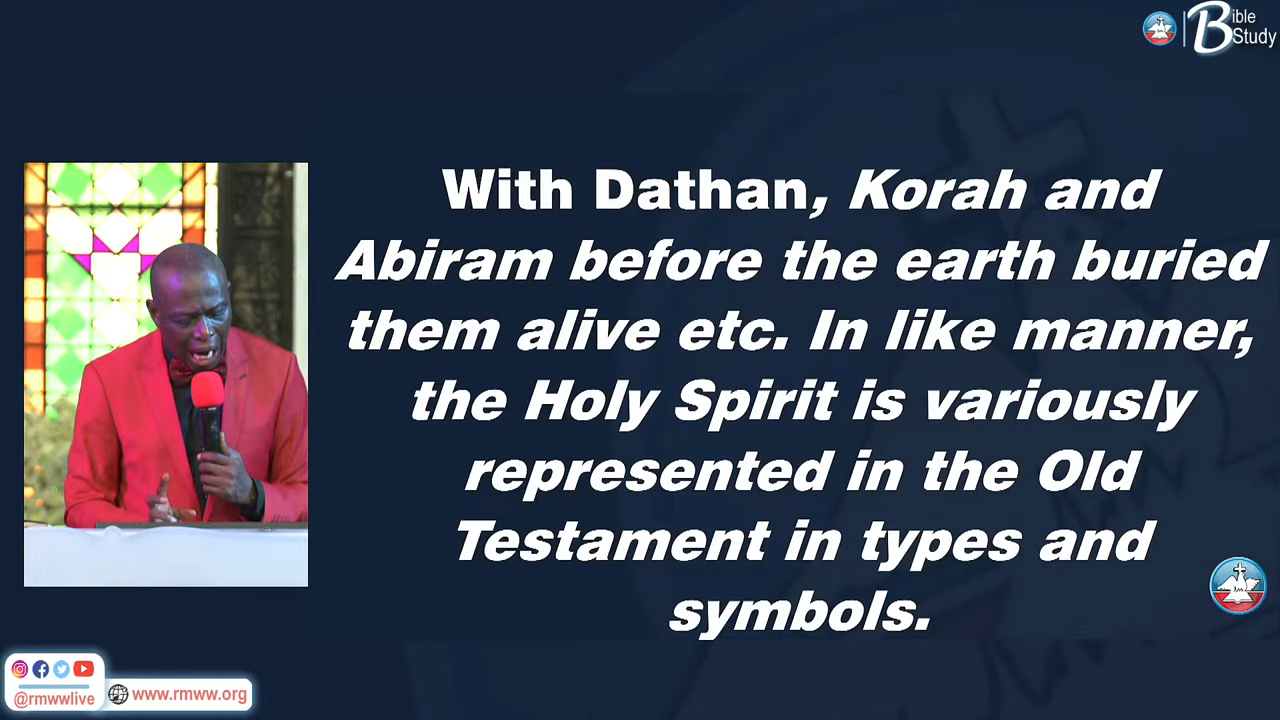 Bible
Study
With Dathan, Korah and
Abiram before the earth buried
them alive etc. In like manner,
the Holy Spirit is variously
represented in the Old
Testament in types and
symbols.
@rmwwlive
www.rmww.org